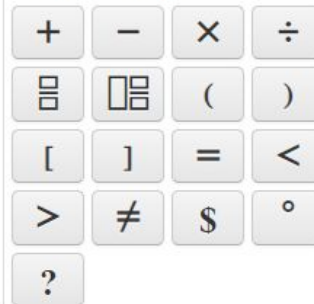 + − × ÷
( )
[ ] = <
> ≠ $ °
?